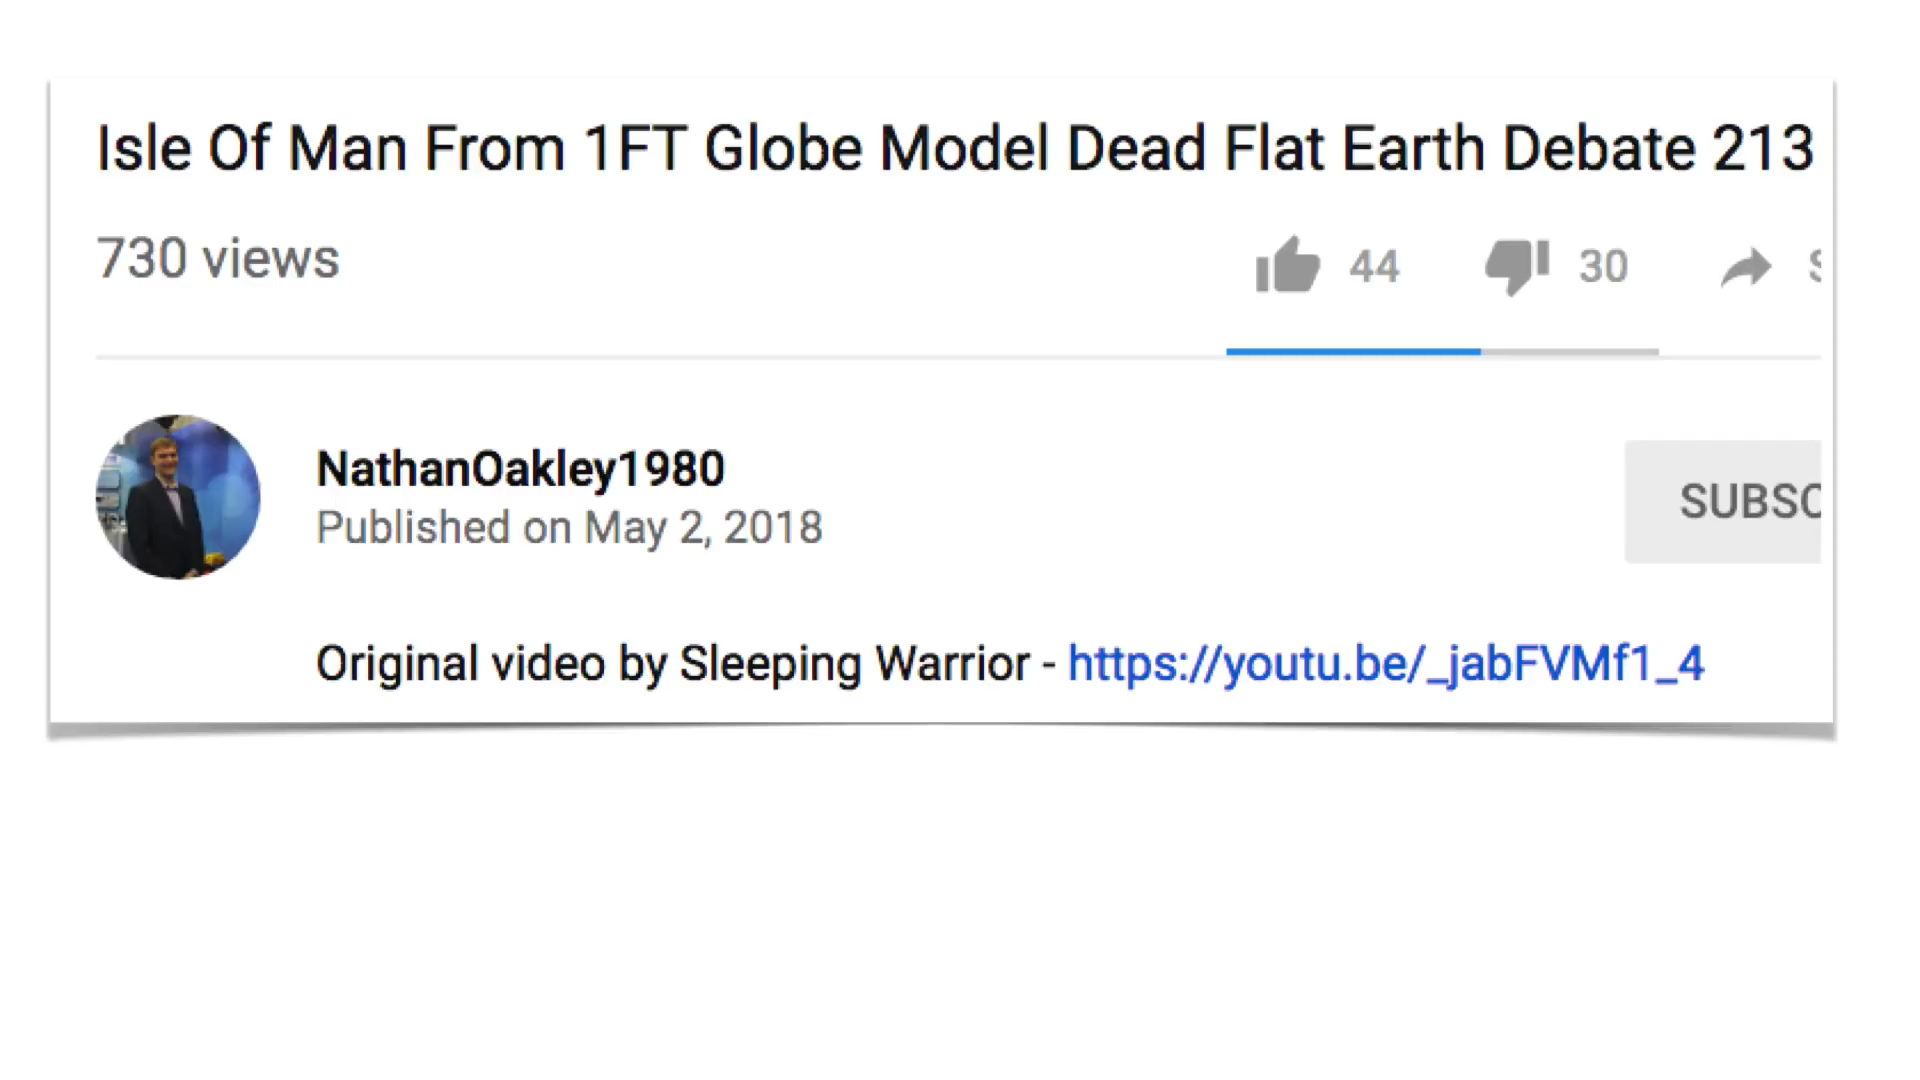 Isle Of Man From 1FT Globe Model Dead Flat Earth Debate 213
730 views
44
30
NathanOakley1980
Published on May 2, 2018
SUBSC
Original video by Sleeping Warrior - https://youtu.be/_jabFVMf1_4